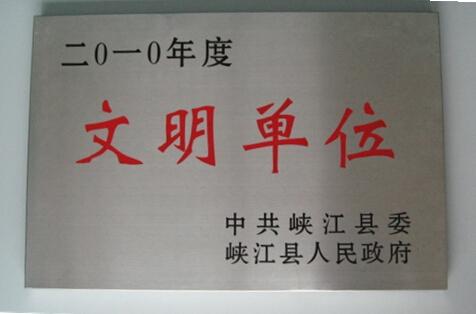 二0一0年度
文明单位
中共峡江县委
峡江县人民政府